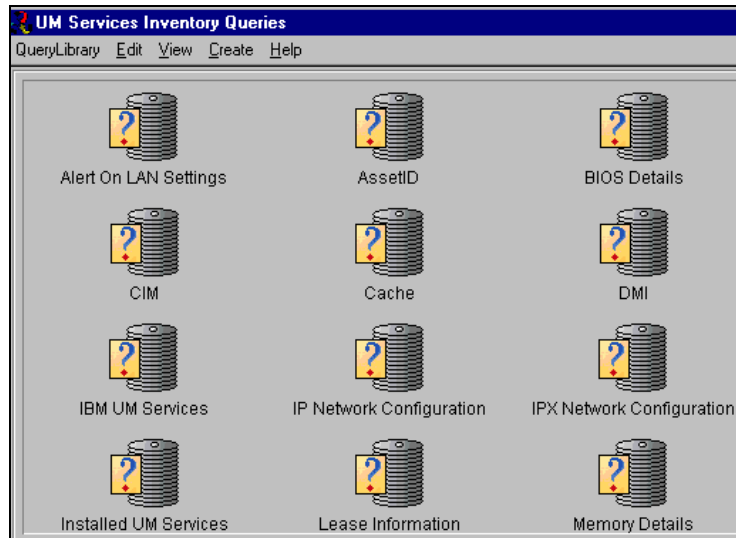 UM Services Inventory Queries
QueryLibrary Edit View Create Help
Alert On LAN Settings AssetID BIOS Details
CIM Cache DMI
IBM UM Services IP Network Configuration IPX Network Configuration
Installed UM Services Lease Information Memory Details